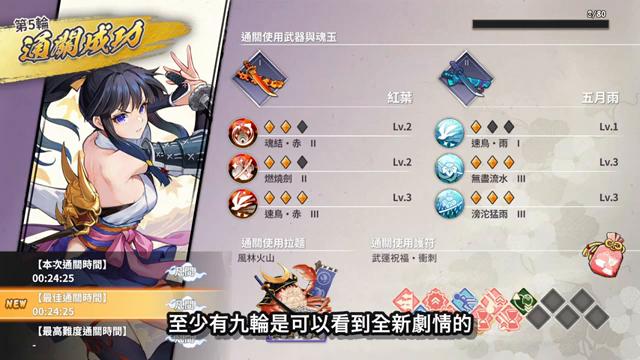 第5輪
通關成功
通關使用武器與魂玉
I
II
紅葉
五月雨
Lv.2
魂結·赤 II
Lv.2
燃燒劍 II
Lv.3
速鳥·赤 III
Lv.1
速鳥·雨 I
Lv.3
無盡流水 III
Lv.3
滂沱猛雨 III
通關使用拉麵
風林火山
通關使用護符
武運祝福·衝刺
【本次通關時間】
00:24:25
NEW
【最佳通關時間】
00:24:25
【最高難度通關時間】
至少有九輪是可以看到全新劇情的